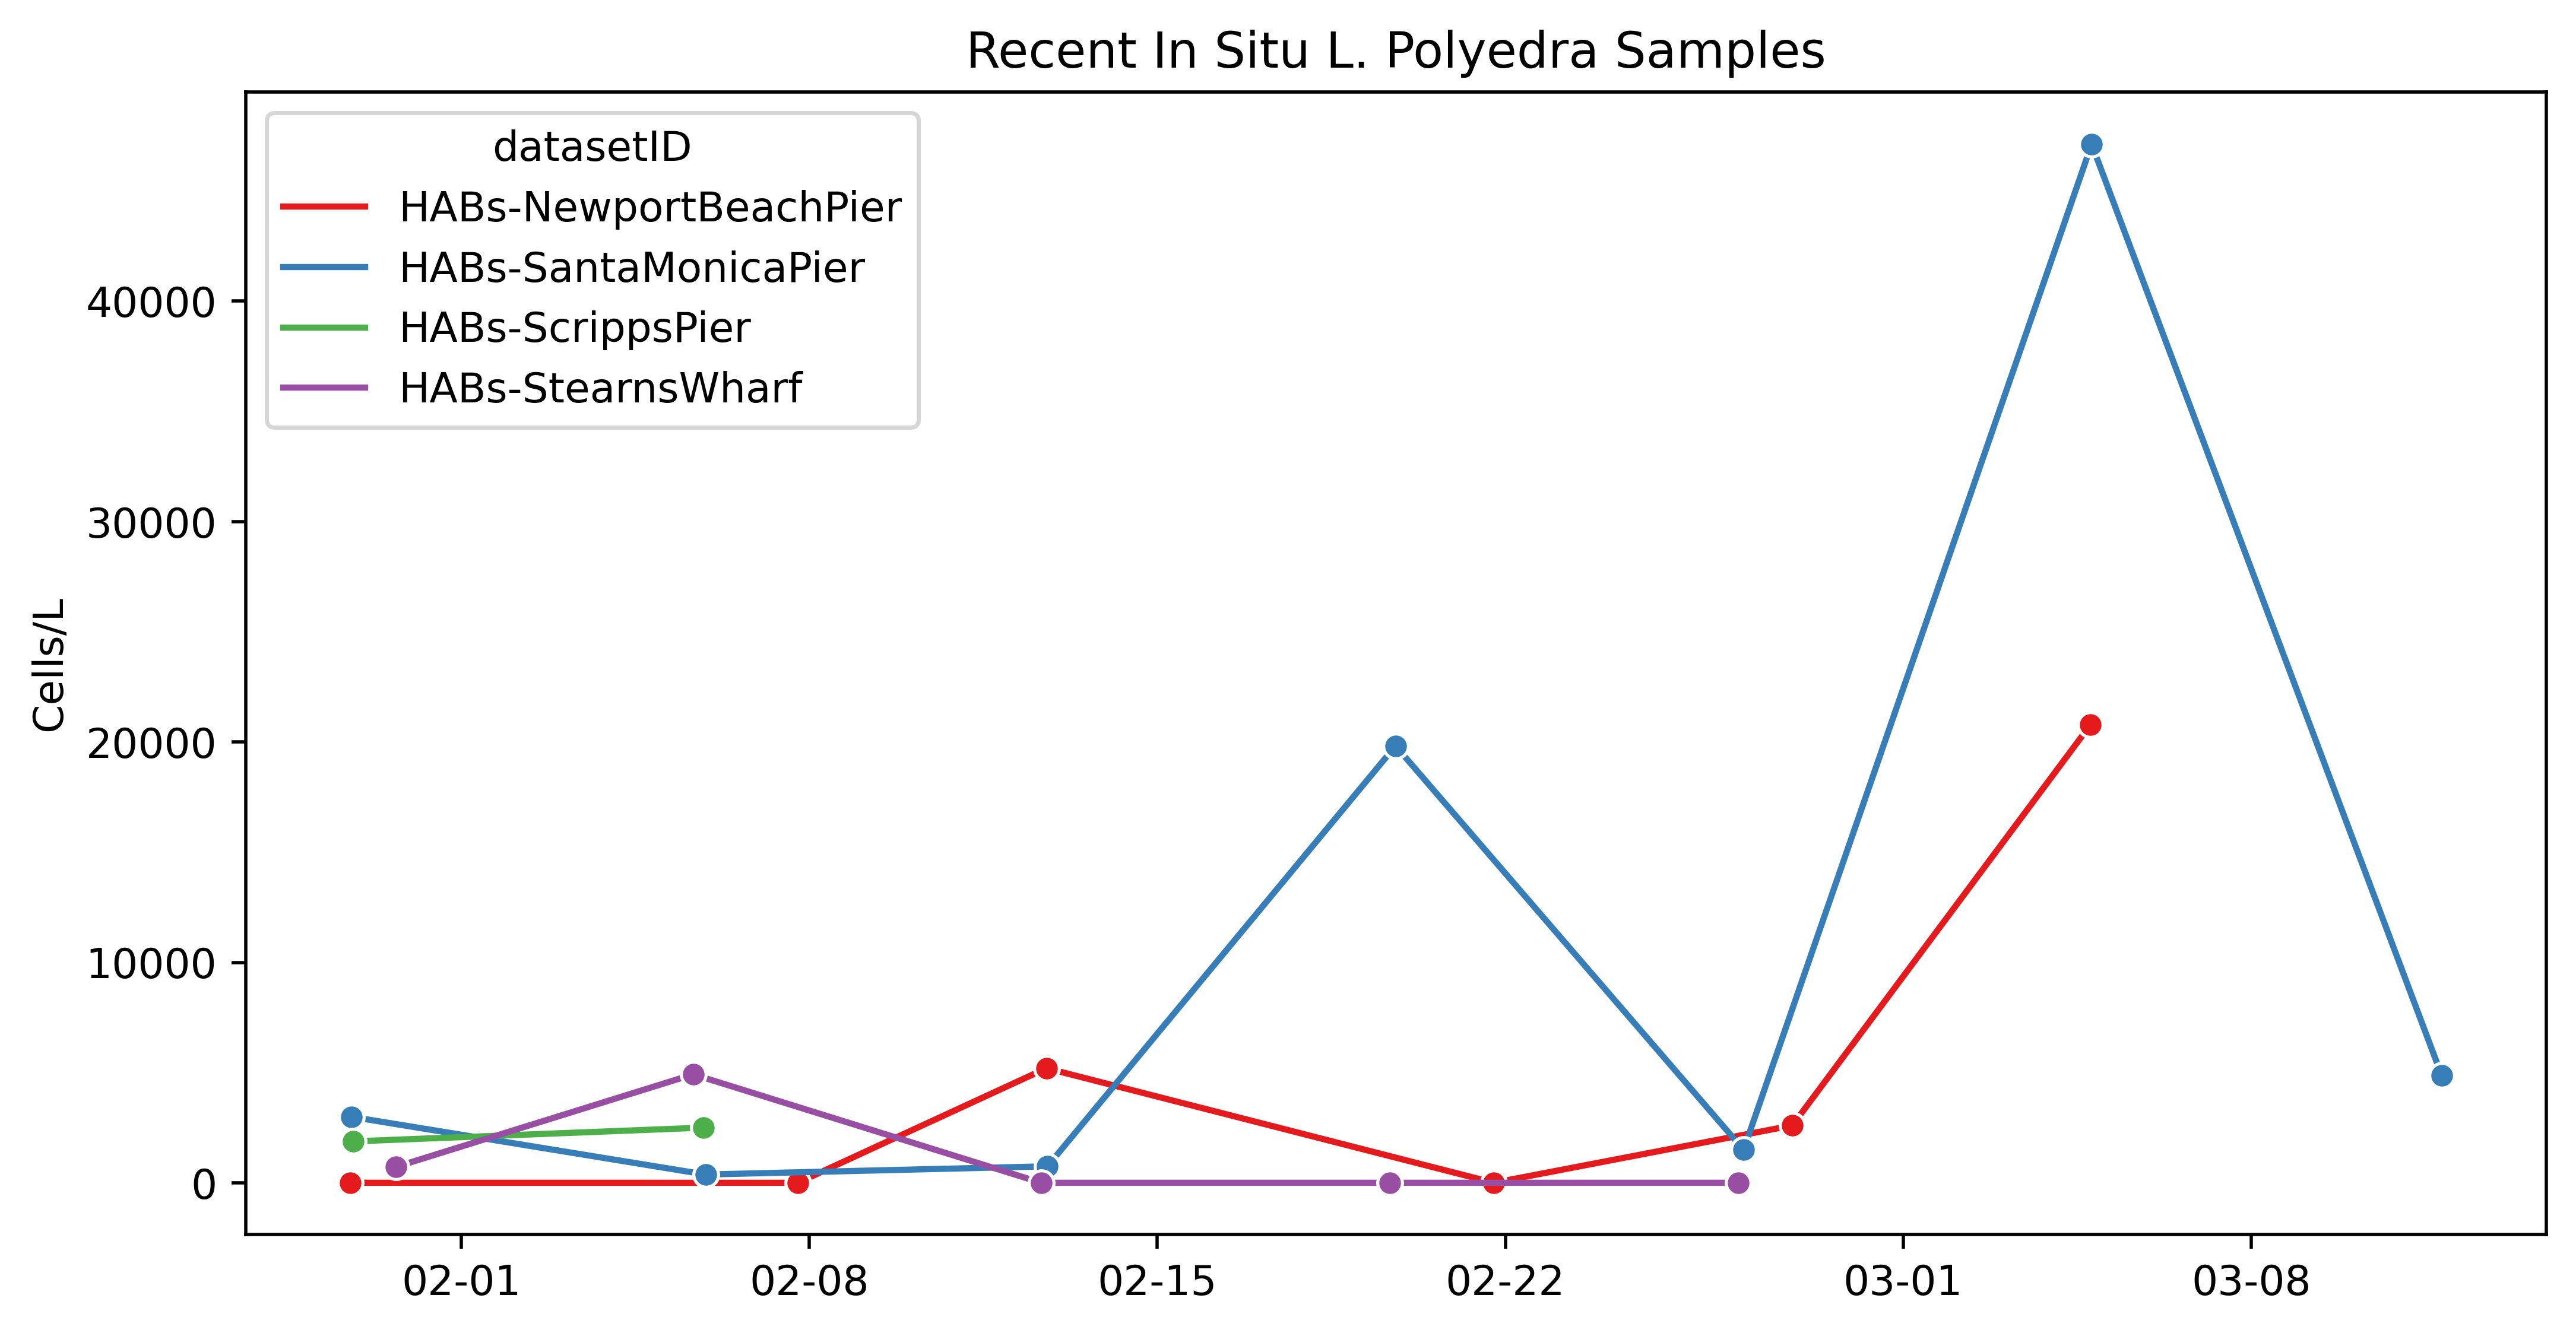 Recent In Situ L. Polyedra Samples
datasetID
HABs-NewportBeachPier
HABs-SantaMonicaPier
HABs-ScrippsPier
HABs-StearnsWharf
40000
30000
20000
10000
0
Cells/L
02-01
02-08
02-15
02-22
03-01
03-08